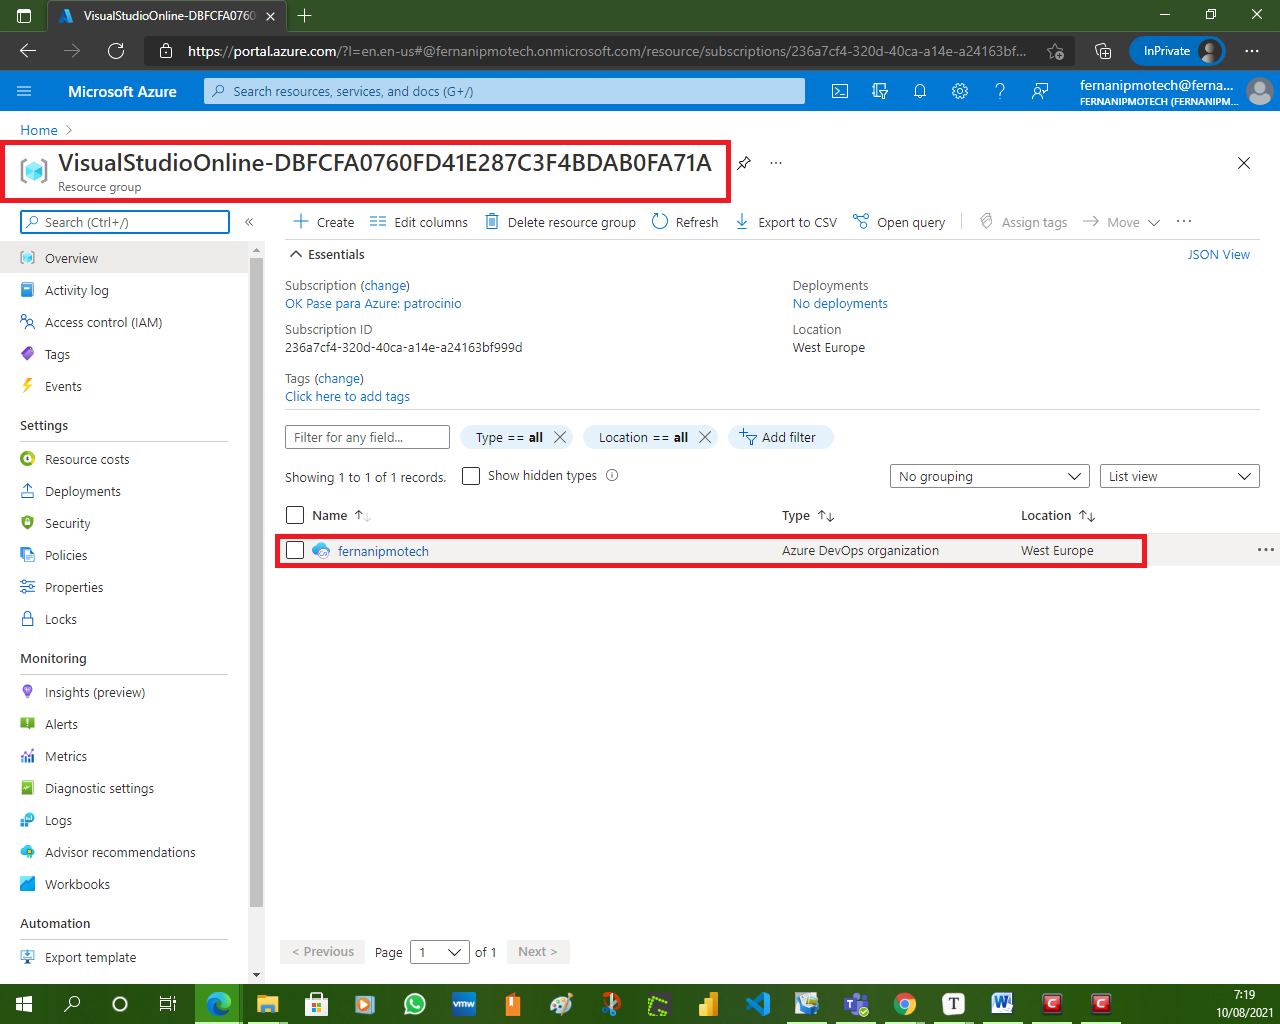 VisualStudioOnline-DBFCFA0760
https://portal.azure.com/?l=en.en-us#@fernanipmotech.onmicrosoft.com/resource/subscriptions/236a7cf4-320d-40ca-a14e-a24163bf...
InPrivate
Microsoft Azure
Search resources, services, and docs (G+/)
fernanipmotech@ferna...
FERNANIPMOTECH (FERNANIPM...
Home
VisualStudioOnline-DBFCFA0760FD41E287C3F4BDAB0FA71A
Resource group
Search (Ctrl+/)
Create
Edit columns
Delete resource group
Refresh
Export to CSV
Open query
Assign tags
Move
Overview
Activity log
Access control (IAM)
Tags
Events
Settings
Resource costs
Deployments
Security
Policies
Properties
Locks
Monitoring
Insights (preview)
Alerts
Metrics
Diagnostic settings
Logs
Advisor recommendations
Workbooks
Automation
Export template
Essentials
JSON View
Subscription (change)
OK Pase para Azure: patrocinio
Subscription ID
236a7cf4-320d-40ca-a14e-a24163bf999d
Deployments
No deployments
Location
West Europe
Tags (change)
Click here to add tags
Filter for any field...
Type == all
Location == all
Add filter
Showing 1 to 1 of 1 records.
Show hidden types
No grouping
List view
Name
Type
Location
fernanipmotech
Azure DevOps organization
West Europe
< Previous
Page 1 of 1
Next >
vmw
7:19
10/08/2021